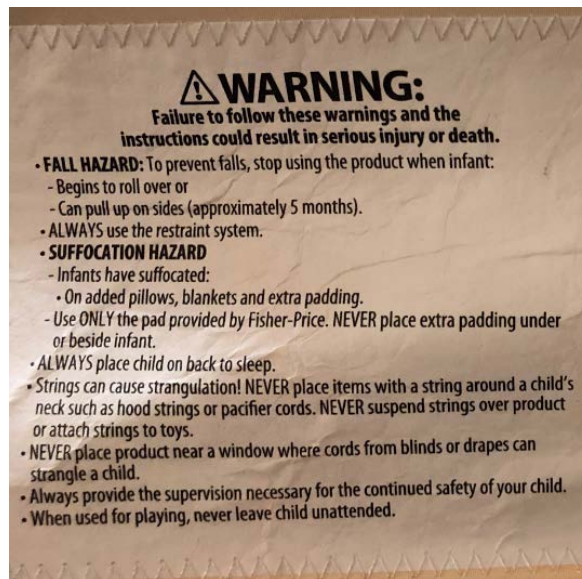 ⚠WARNING:
Failure to follow these warnings and the
instructions could result in serious injury or death.
• FALL HAZARD: To prevent falls, stop using the product when infant:
- Begins to roll over or
- Can pull up on sides (approximately 5 months).
• ALWAYS use the restraint system.
• SUFFOCATION HAZARD
- Infants have suffocated:
• On added pillows, blankets and extra padding.
- Use ONLY the pad provided by Fisher-Price. NEVER place extra padding under
or beside infant.
• ALWAYS place child on back to sleep.
• Strings can cause strangulation! NEVER place items with a string around a child's
neck such as hood strings or pacifier cords. NEVER suspend strings over product
or attach strings to toys.
• NEVER place product near a window where cords from blinds or drapes can
strangle a child.
• Always provide the supervision necessary for the continued safety of your child.
• When used for playing, never leave child unattended.